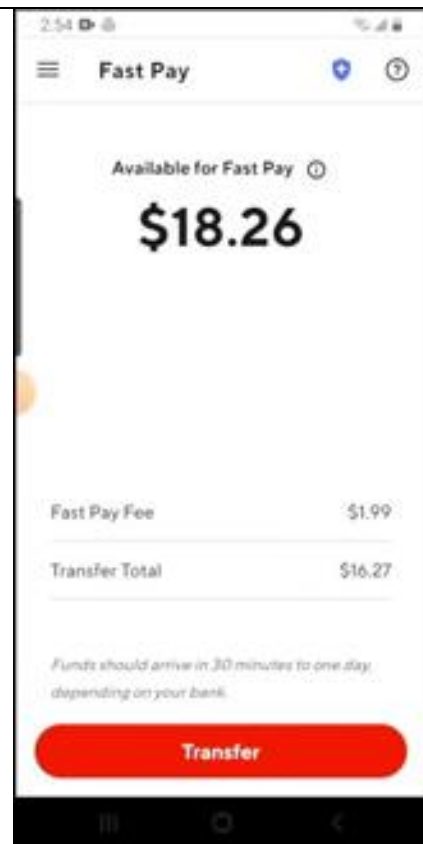 2:54
Fast Pay
Available for Fast Pay
$18.26
Fast Pay Fee $1.99
Transfer Total $16.27
Funds should arrive in 30 minutes to one day,
depending on your bank.
Transfer